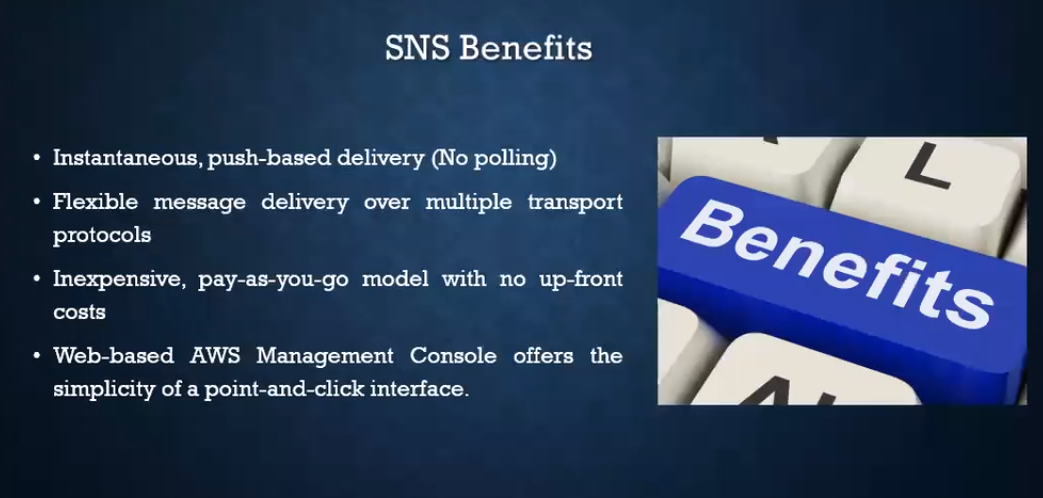 SNS Benefits
• Instantaneous, push-based delivery (No polling)
• Flexible message delivery over multiple transport
protocols
• Inexpensive, pay-as-you-go model with no up-front
costs
• Web-based AWS Management Console offers the
simplicity of a point-and-click interface.
L
Benefits